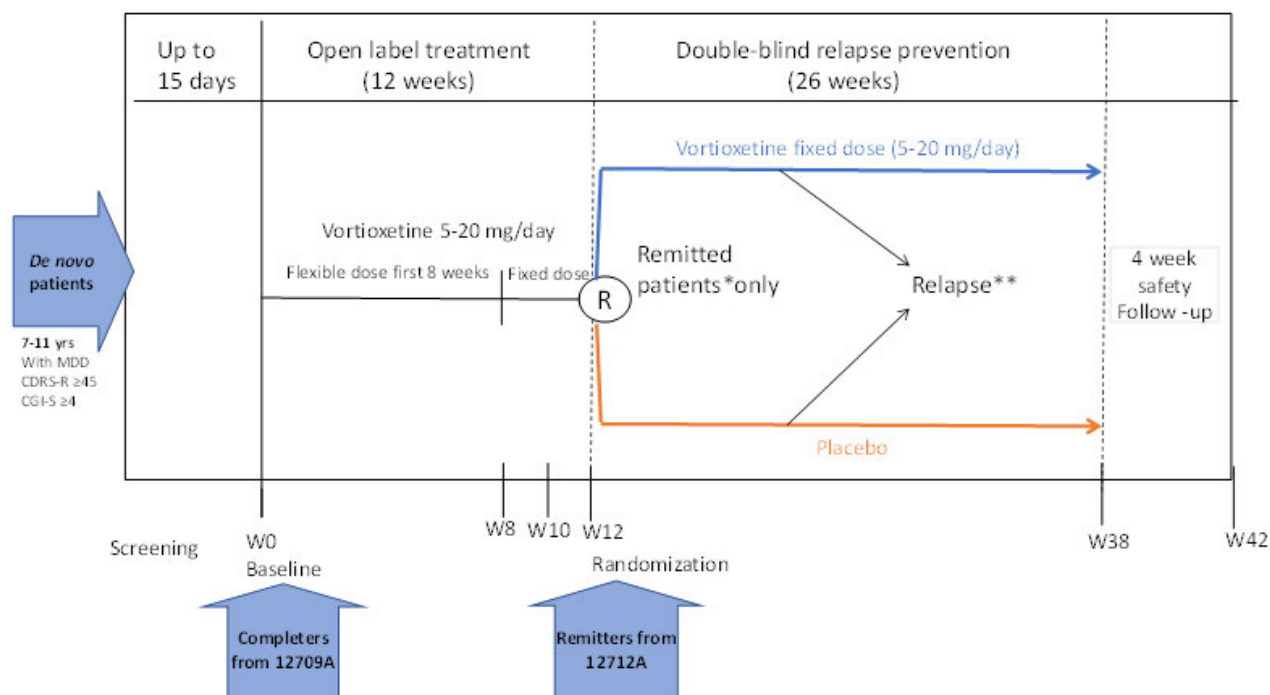 Up to
15 days
Open label treatment
(12 weeks)
Double-blind relapse prevention
(26 weeks)
Vortioxetine fixed dose (5-20 mg/day)
De novo
patients
7-11 yrs
With MDD
CDRS-R ≥45
CGI-S ≥4
Vortioxetine 5-20 mg/day
Flexible dose first 8 weeks
Fixed dose
R
Remitted
patients*only
Relapse**
4 week
safety
Follow -up
Placebo
Screening
W0
Baseline
W8
W10
W12
Randomization
W38
W42
Completers
from 12709A
Remitters from
12712A